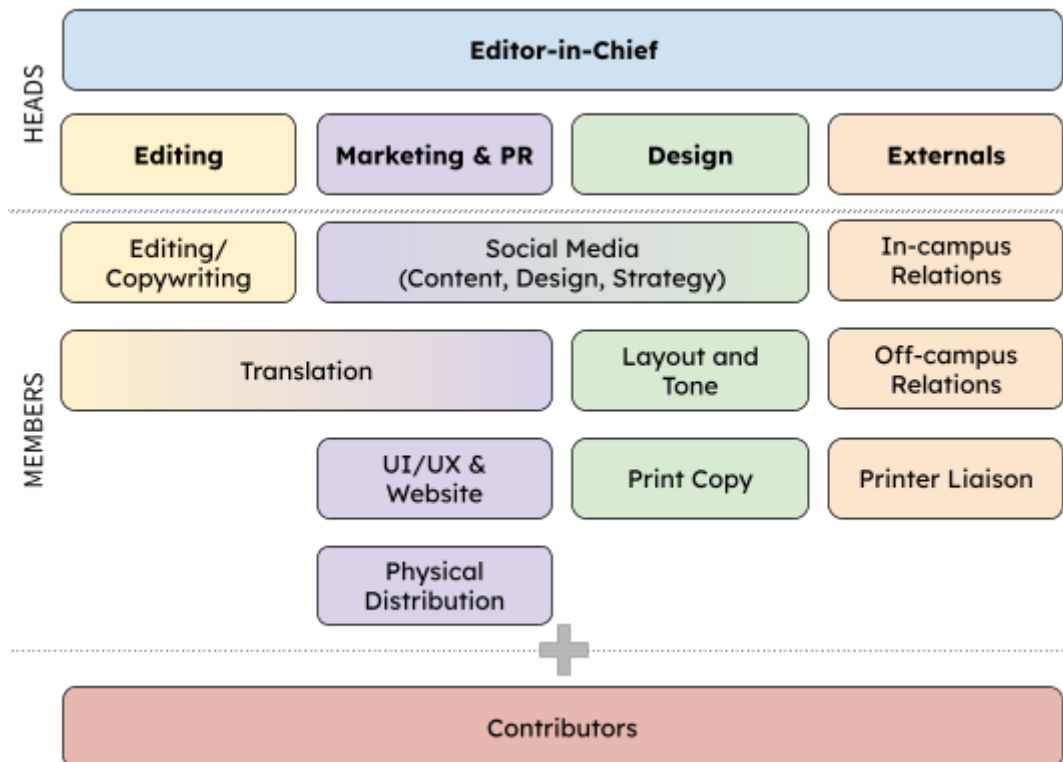 HEADS
Editor-in-Chief
Editing
Marketing & PR
Design
Externals
MEMBERS
Editing/
Copywriting
Social Media
(Content, Design, Strategy)
In-campus
Relations
Translation
Layout and
Tone
Off-campus
Relations
UI/UX &
Website
Print Copy
Printer Liaison
Physical
Distribution
Contributors